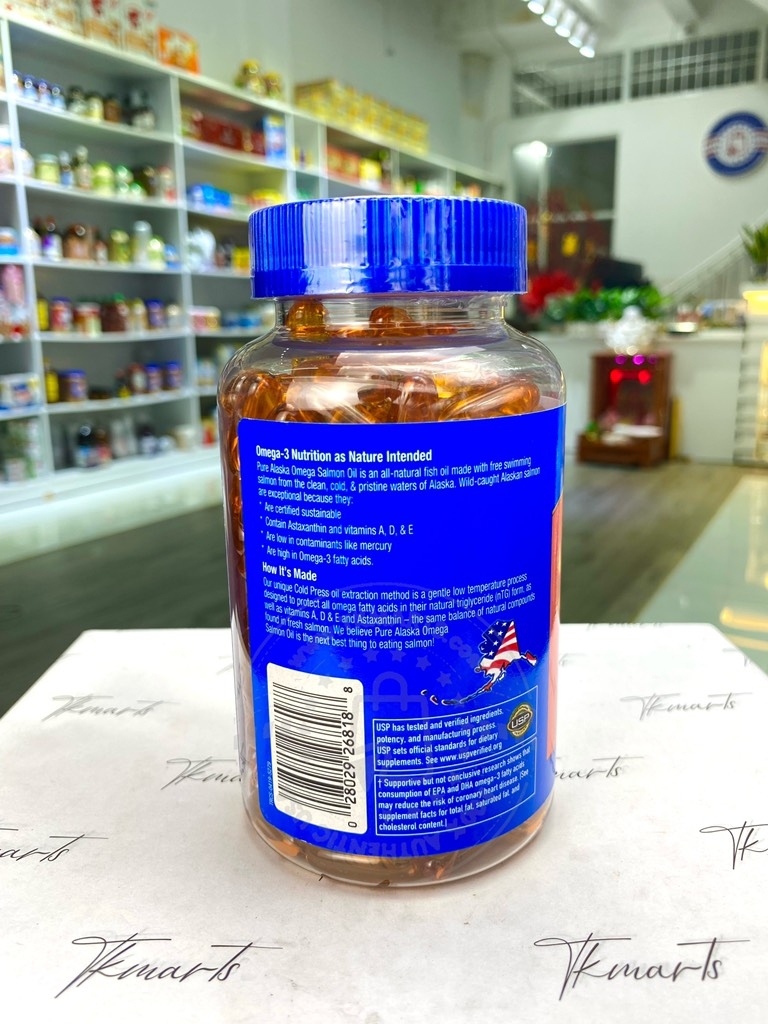 Omega-3 Nutrition as Nature Intended
Pure Alaska Omega Salmon Oil is an all-natural fish oil made with free swimming
salmon from the clean, cold, & pristine waters of Alaska. Wild-caught Alaskan salmon
are exceptional because they:
* Are certified sustainable
* Contain Astaxanthin and vitamins A, D, & E
* Are low in contaminants like mercury
* Are high in Omega-3 fatty acids.
How It's Made
Our unique Cold Press oil extraction method is a gentle low temperature process
designed to protect all omega fatty acids in their natural triglyceride (nTG) form, as
well as vitamins A, D & E and Astaxanthin – the same balance of natural compounds
found in fresh salmon. We believe Pure Alaska Omega
Salmon Oil is the next best thing to eating salmon!
0 28029 26818 8
USP has tested and verified ingredients,
potency, and manufacturing process.
USP sets official standards for dietary
supplements. See www.uspverified.org
USP
† Supportive but not conclusive research shows that
consumption of EPA and DHA omega-3 fatty acids
may reduce the risk of coronary heart disease. (See
supplement facts for total fat, saturated fat, and
cholesterol content.)
AUTHENTIC
Tkmarts
Tkmarts
Tkmarts
Tkmarts